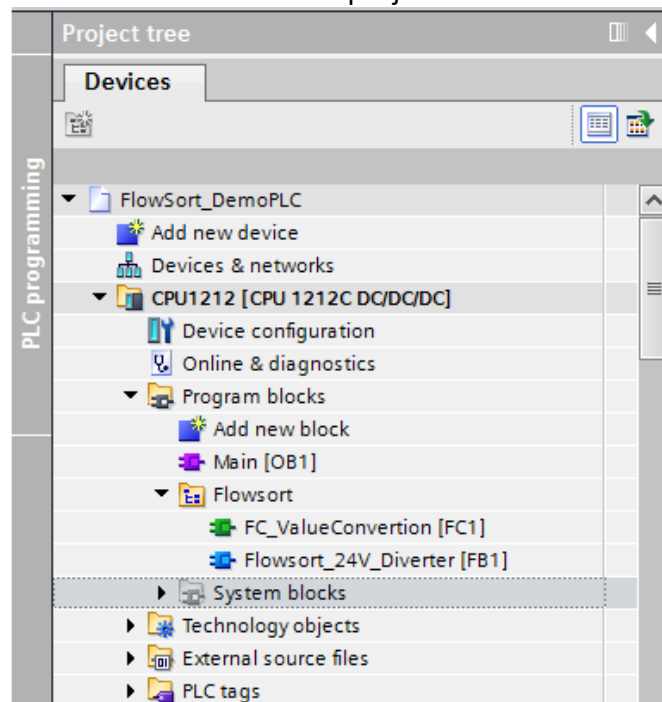 Project tree
Devices
PLC programming
FlowSort_DemoPLC
Add new device
Devices & networks
CPU1212 [CPU 1212C DC/DC/DC]
Device configuration
Online & diagnostics
Program blocks
Add new block
Main [OB1]
Flowsort
FC_ValueConvertion [FC1]
Flowsort_24V_Diverter [FB1]
System blocks
Technology objects
External source files
PLC tags